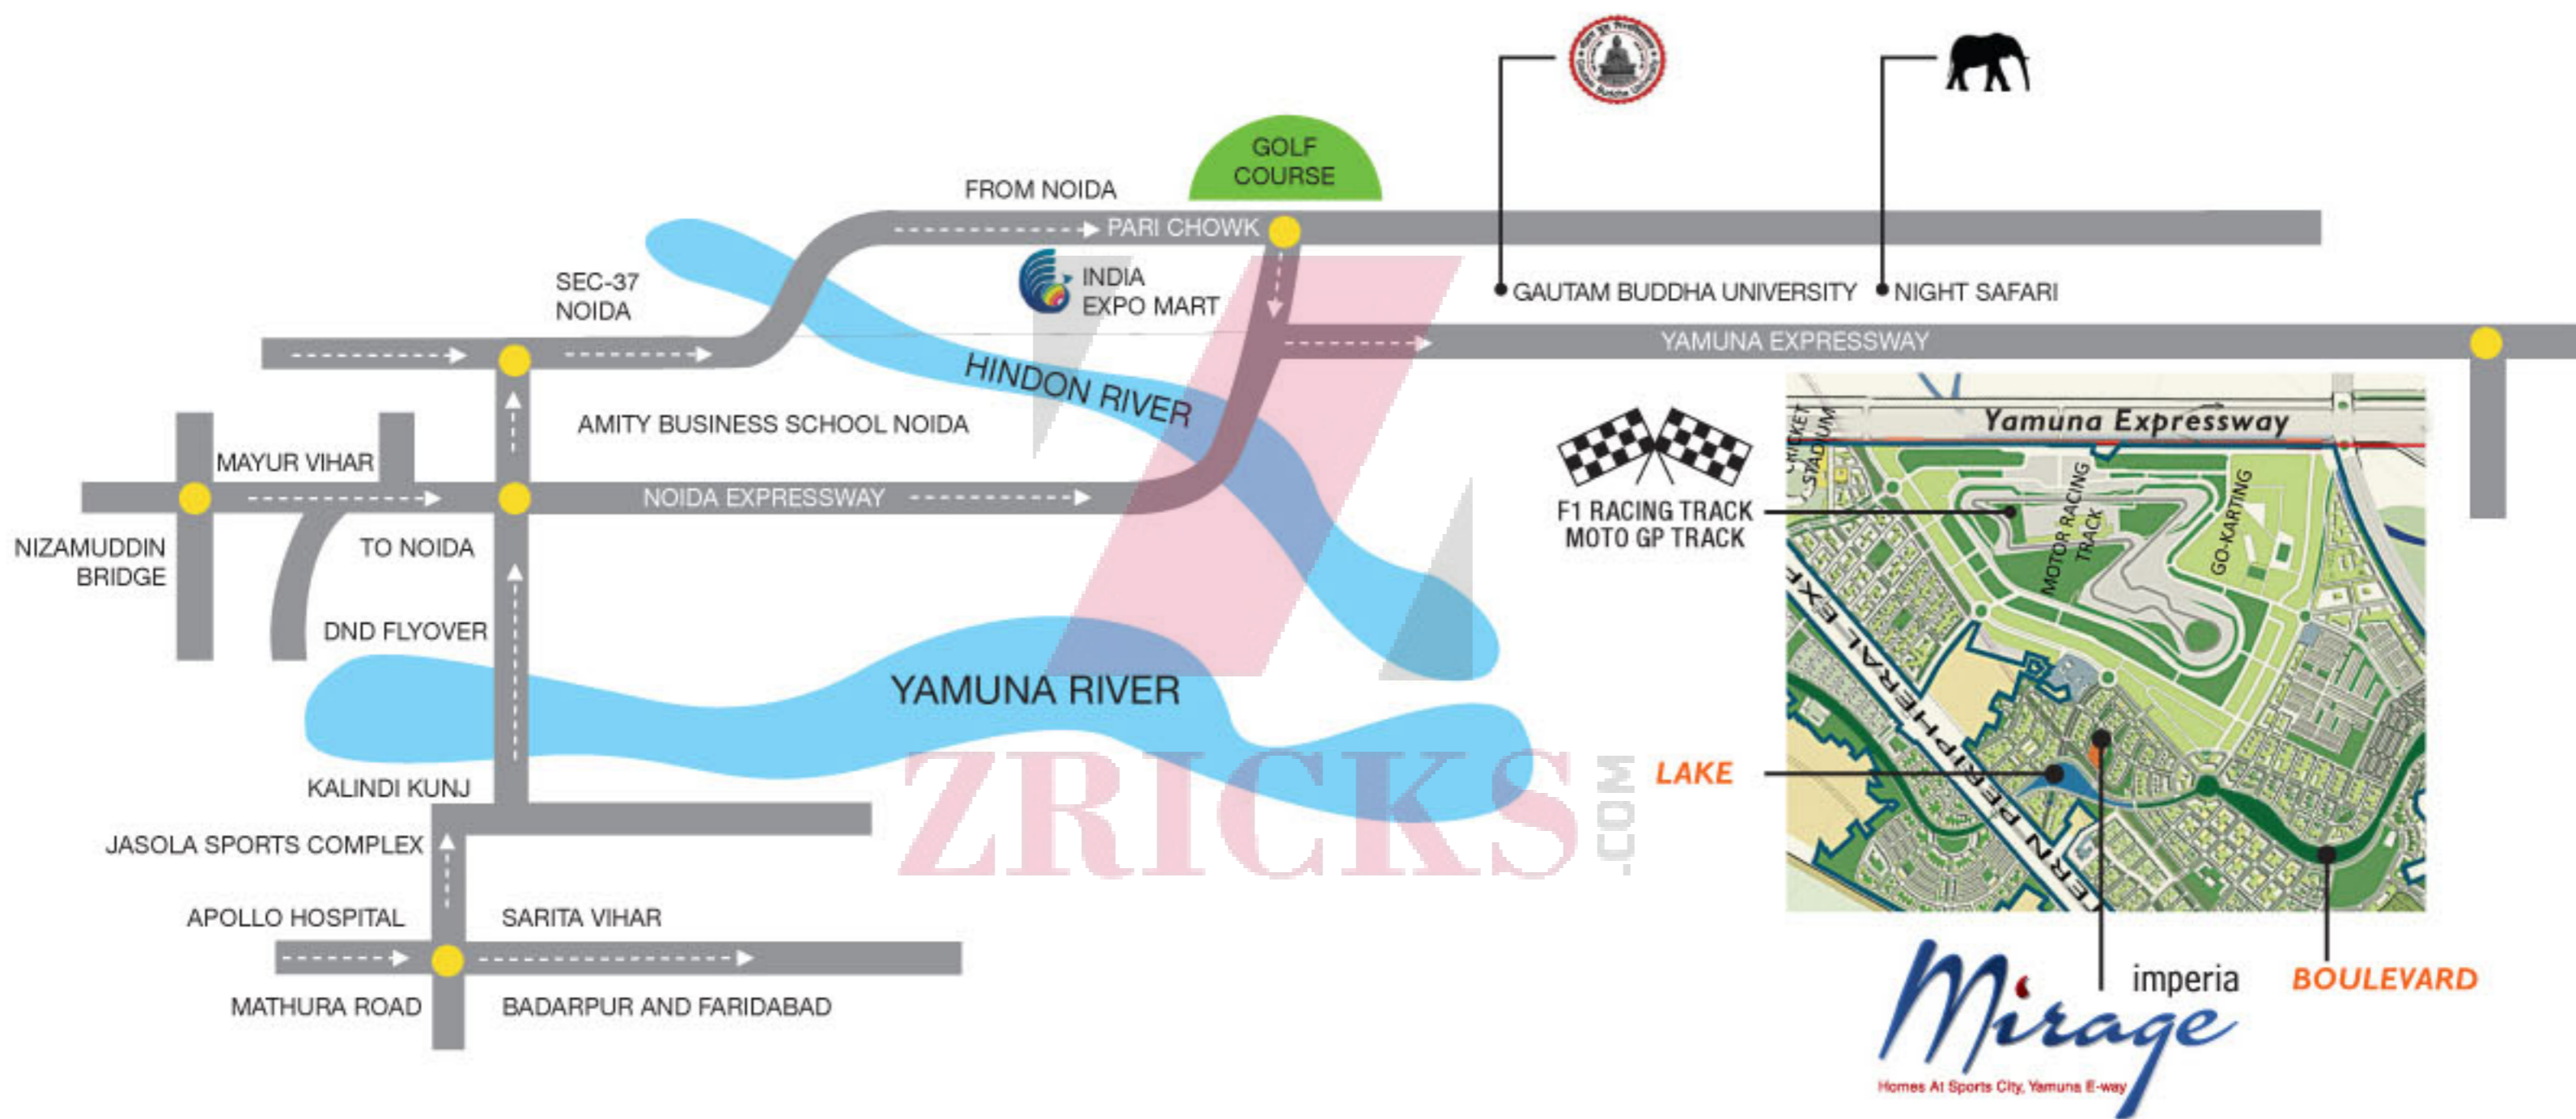 GOLF
COURSE
FROM NOIDA
PARI CHOWK
SEC-37
NOIDA
INDIA
EXPO MART
GAUTAM BUDDHA UNIVERSITY
NIGHT SAFARI
YAMUNA EXPRESSWAY
HINDON RIVER
AMITY BUSINESS SCHOOL NOIDA
MAYUR VIHAR
NOIDA EXPRESSWAY
NIZAMUDDIN
BRIDGE
TO NOIDA
DND FLYOVER
YAMUNA RIVER
KALINDI KUNJ
JASOLA SPORTS COMPLEX
APOLLO HOSPITAL
SARITA VIHAR
MATHURA ROAD
BADARPUR AND FARIDABAD
ZRICKS
.COM
Yamuna Expressway
CRICKET
STADIUM
MOTOR RACING
TRACK
GO-KARTING
F1 RACING TRACK
MOTO GP TRACK
TERN PERIPHERAL EXP
LAKE
imperia
Mirage
Homes At Sports City, Yamuna E-way
BOULEVARD